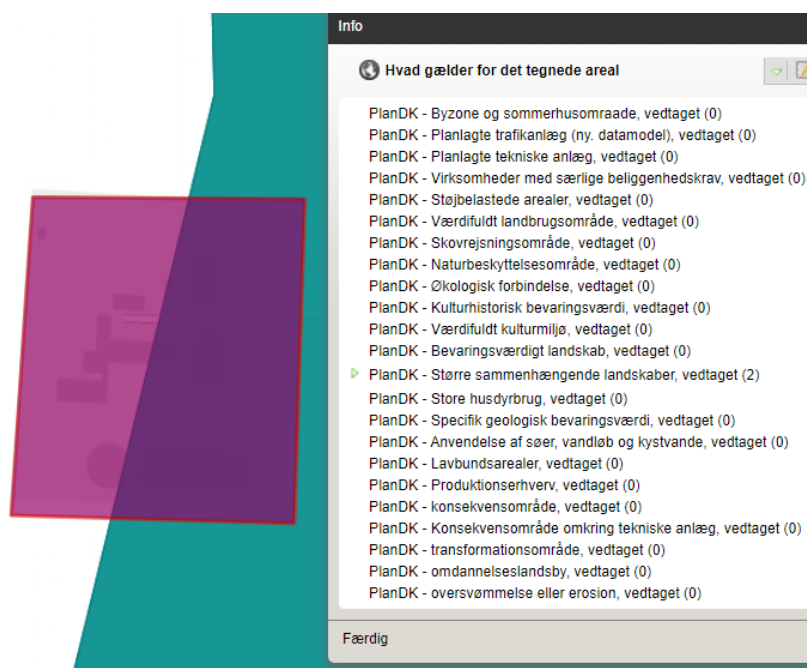 Info
Hvad gælder for det tegnede areal
PlanDK - Byzone og sommerhusomraade, vedtaget (0)
PlanDK - Planlagte trafikanlæg (ny. datamodel), vedtaget (0)
PlanDK - Planlagte tekniske anlæg, vedtaget (0)
PlanDK - Virksomheder med særlige beliggenhedskrav, vedtaget (0)
PlanDK - Støjbelastede arealer, vedtaget (0)
PlanDK - Værdifuldt landbrugsområde, vedtaget (0)
PlanDK - Skovrejsningsområde, vedtaget (0)
PlanDK - Naturbeskyttelsesområde, vedtaget (0)
PlanDK - Økologisk forbindelse, vedtaget (0)
PlanDK - Kulturhistorisk bevaringsværdi, vedtaget (0)
PlanDK - Værdifuldt kulturmiljø, vedtaget (0)
PlanDK - Bevaringsværdigt landskab, vedtaget (0)
PlanDK - Større sammenhængende landskaber, vedtaget (2)
PlanDK - Store husdyrbrug, vedtaget (0)
PlanDK - Specifik geologisk bevaringsværdi, vedtaget (0)
PlanDK - Anvendelse af søer, vandløb og kystvande, vedtaget (0)
PlanDK - Lavbundsarealer, vedtaget (0)
PlanDK - Produktionserhverv, vedtaget (0)
PlanDK - konsekvensområde, vedtaget (0)
PlanDK - Konsekvensområde omkring tekniske anlæg, vedtaget (0)
PlanDK - transformationsområde, vedtaget (0)
PlanDK - omdannelseslandsby, vedtaget (0)
PlanDK - oversvømmelse eller erosion, vedtaget (0)
Færdig